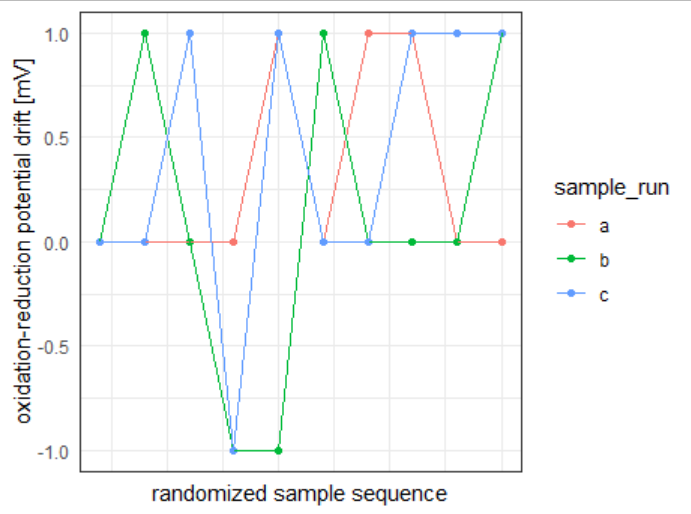 oxidation-reduction potential drift [mV]
1.0
0.5
0.0
-0.5
-1.0
randomized sample sequence
sample_run
a
b
c